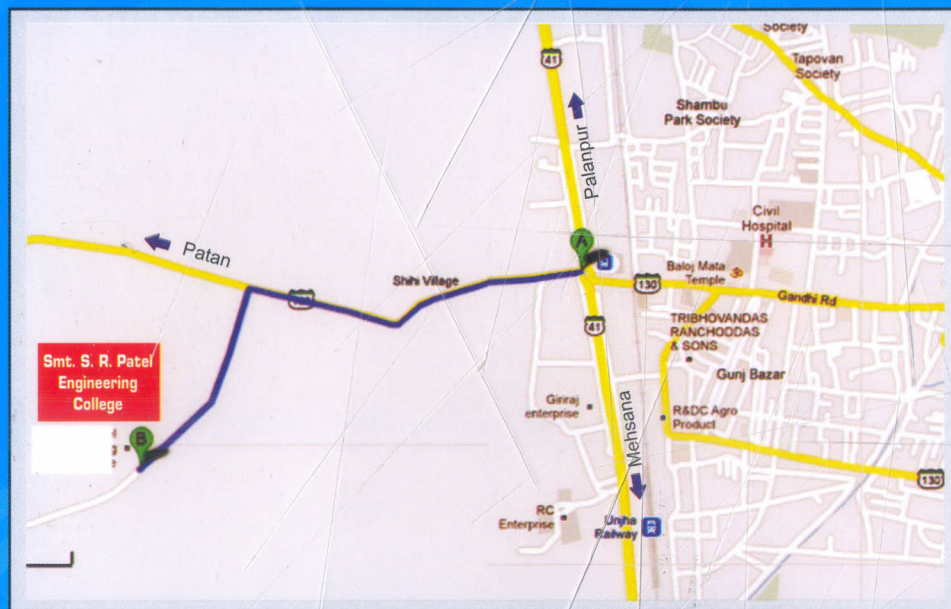 Society
Tapovan
Society
41
Shambu
Park Society
Palanpur
Civil
Hospital
H
Patan
A
Shihi Village
Baloj Mata
Temple
130
Gandhi Rd
41
TRIBHOVANDAS
RANCHODDAS
& SONS
Smt. S. R. Patel
Engineering
College
Gunj Bazar
Giriraj
enterprise
R&DC Agro
Product
B
Mehsana
130
RC
Enterprise
Unjha
Railway